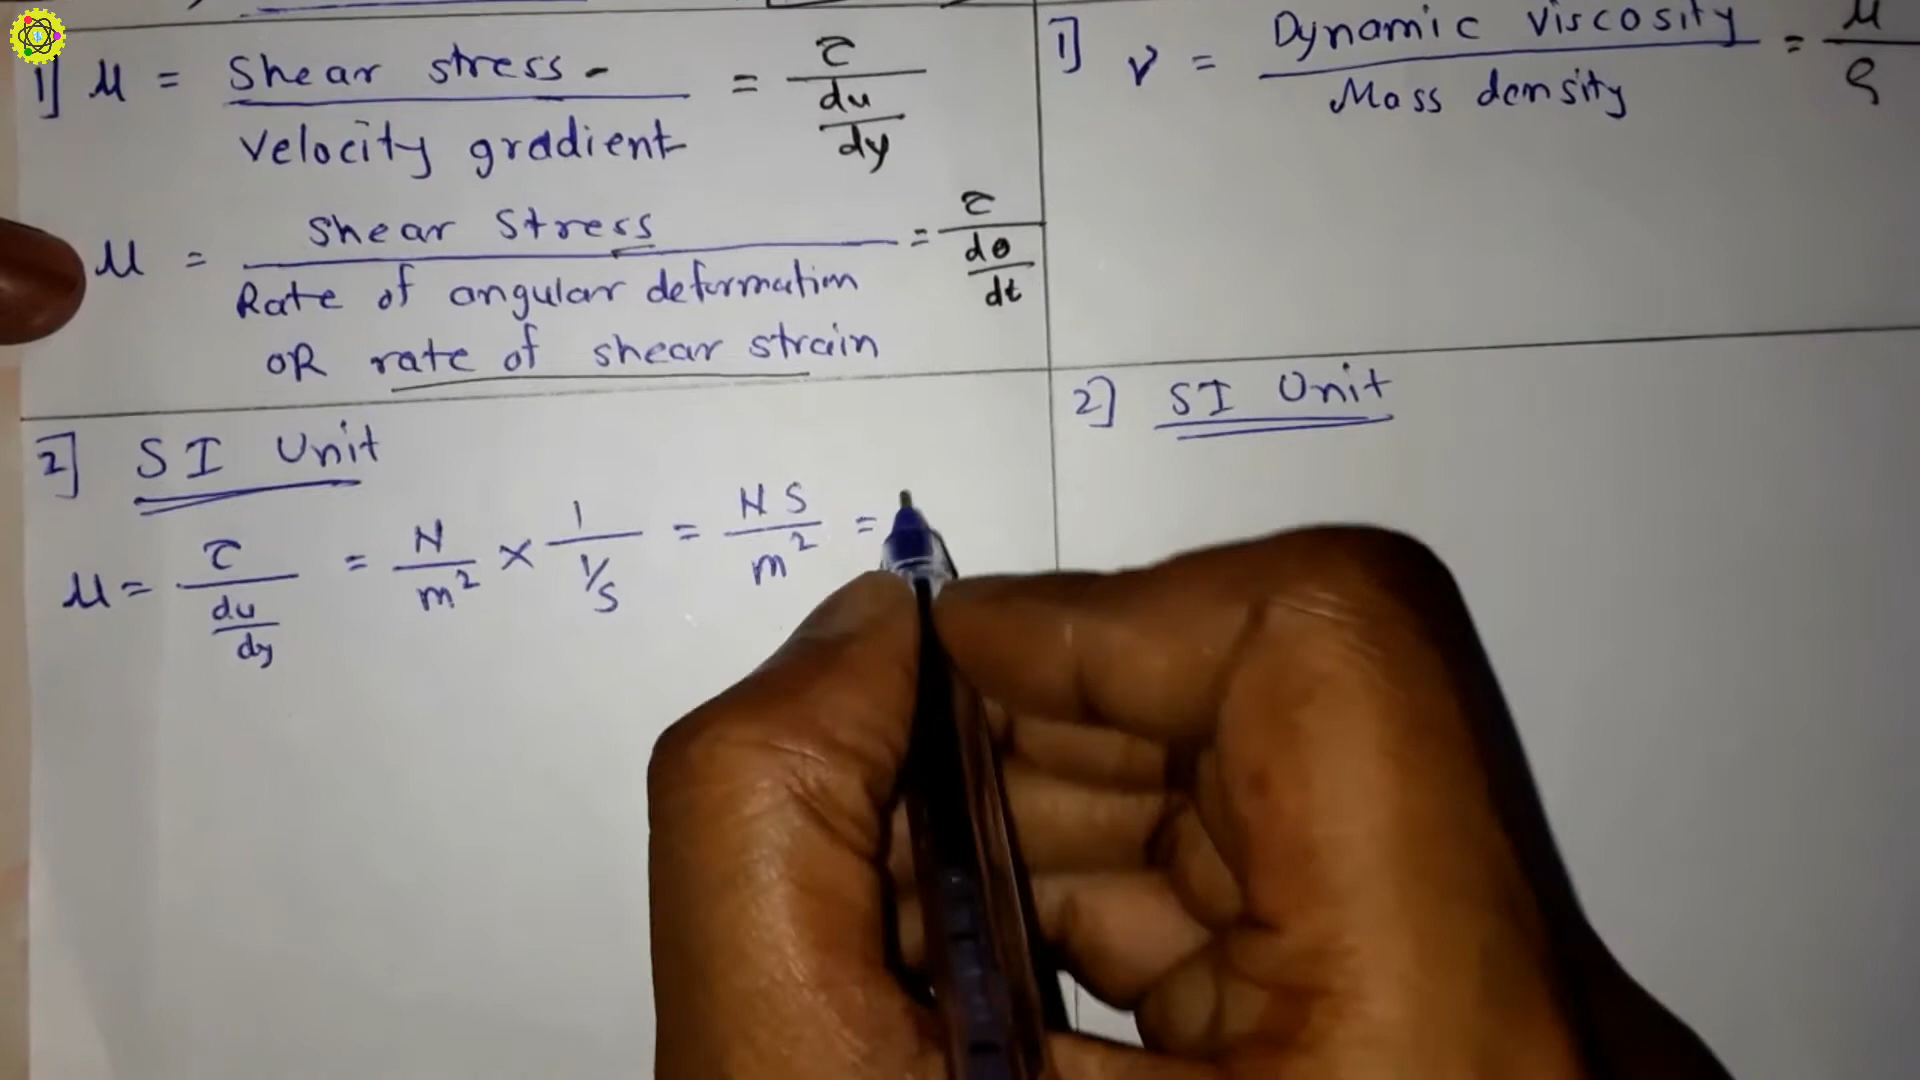 1] μ = Shear stress / Velocity gradient = τ / (du/dy)
μ = Shear Stress / Rate of angular deformation = τ / (dθ/dt)
OR rate of shear strain
2] SI Unit
μ = τ / (du/dy) = N/m² × 1/(1/s) = N S / m² =
1] ν = Dynamic Viscosity / Mass density = μ/ρ
2] SI Unit